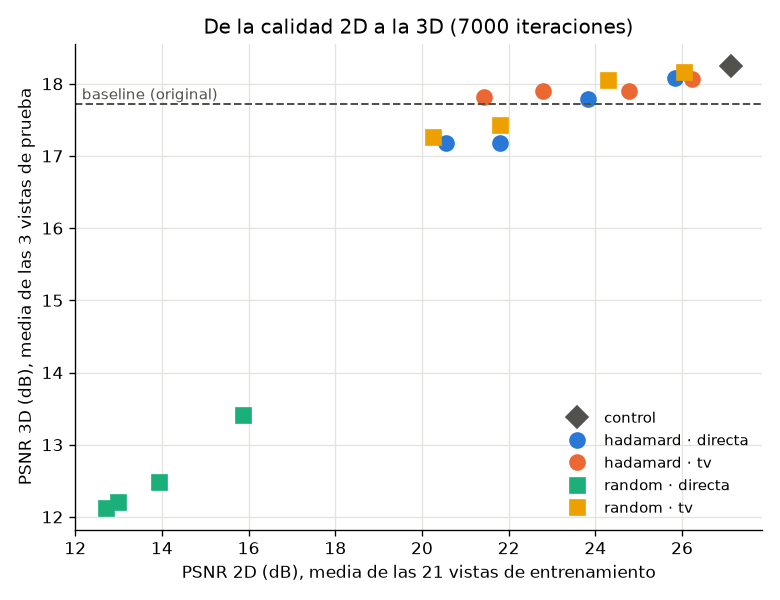 De la calidad 2D a la 3D (7000 iteraciones)
PSNR 3D (dB), media de las 3 vistas de prueba
18
17
16
15
14
13
12
baseline (original)
control
hadamard · directa
hadamard · tv
random · directa
random · tv
12
14
16
18
20
22
24
26
PSNR 2D (dB), media de las 21 vistas de entrenamiento